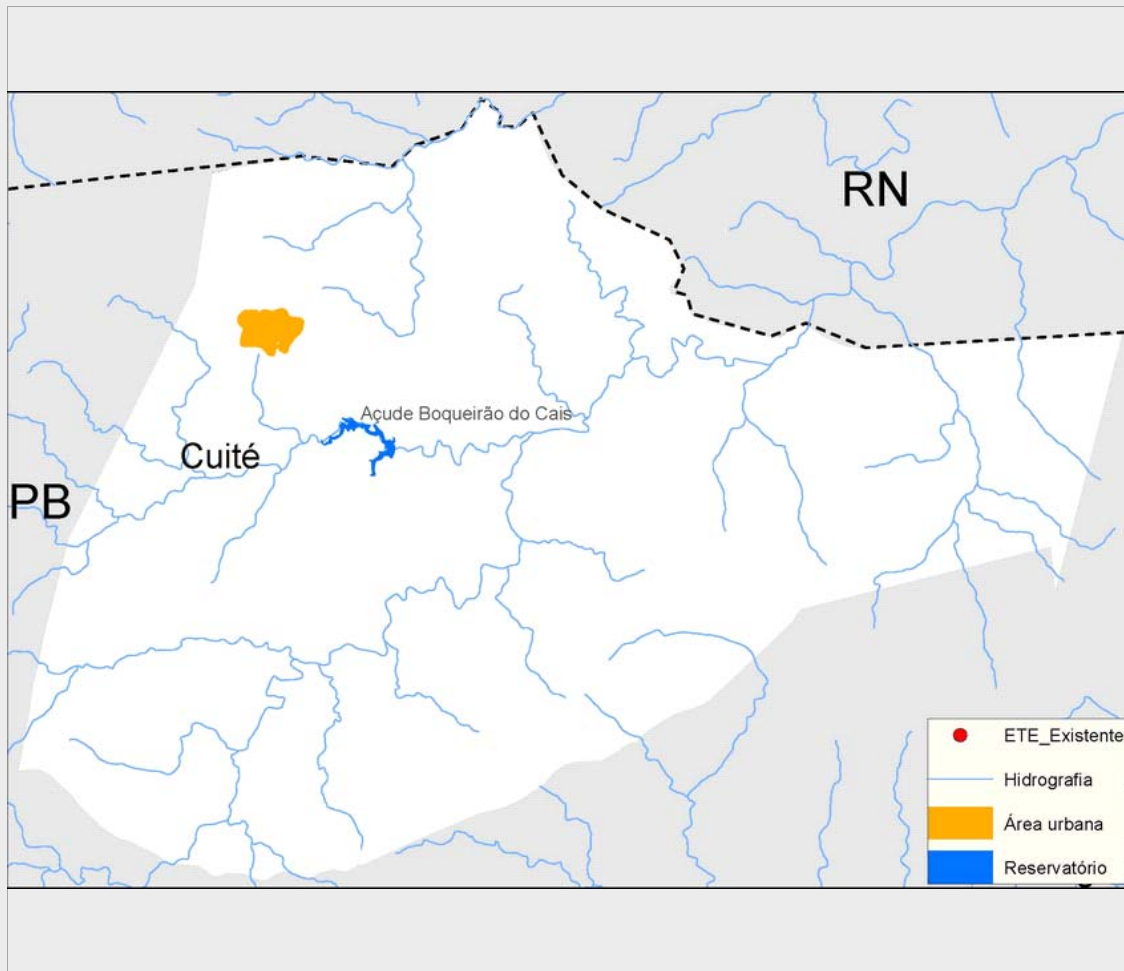 RN
Açude Boqueirão do Cais
Cuité
PB
ETE_Existente
Hidrografia
Área urbana
Reservatório